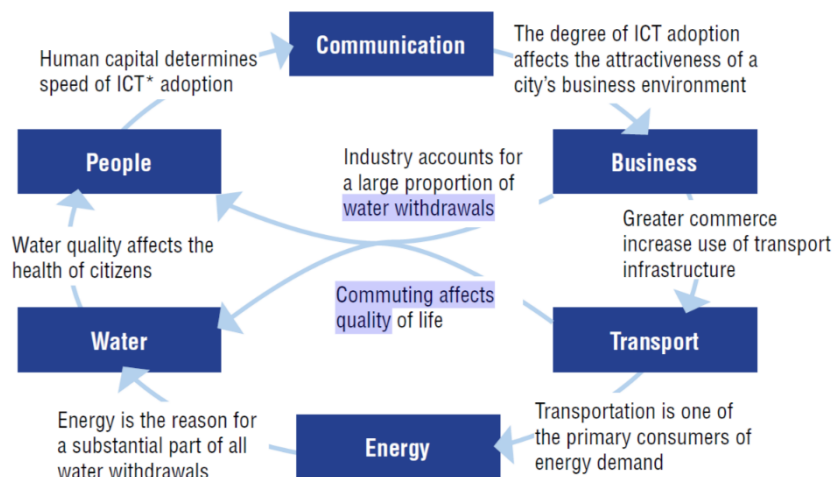 Communication
Human capital determines
speed of ICT* adoption
The degree of ICT adoption
affects the attractiveness of a
city's business environment
People
Industry accounts for
a large proportion of
water withdrawals
Business
Water quality affects the
health of citizens
Greater commerce
increase use of transport
infrastructure
Commuting affects
quality of life
Water
Transport
Energy is the reason for
a substantial part of all
water withdrawals
Energy
Transportation is one of
the primary consumers of
energy demand